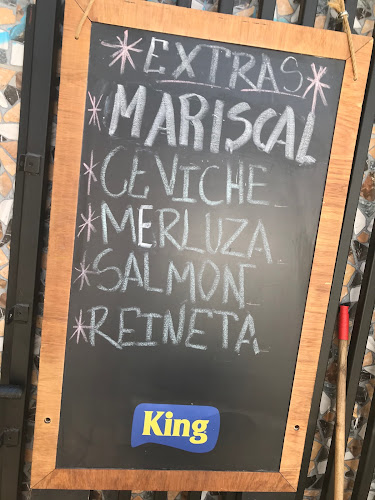 * EXTRAS *
* MARISCAL
* CEVICHE
* MERLUZA
* SALMON
* REINETA
King